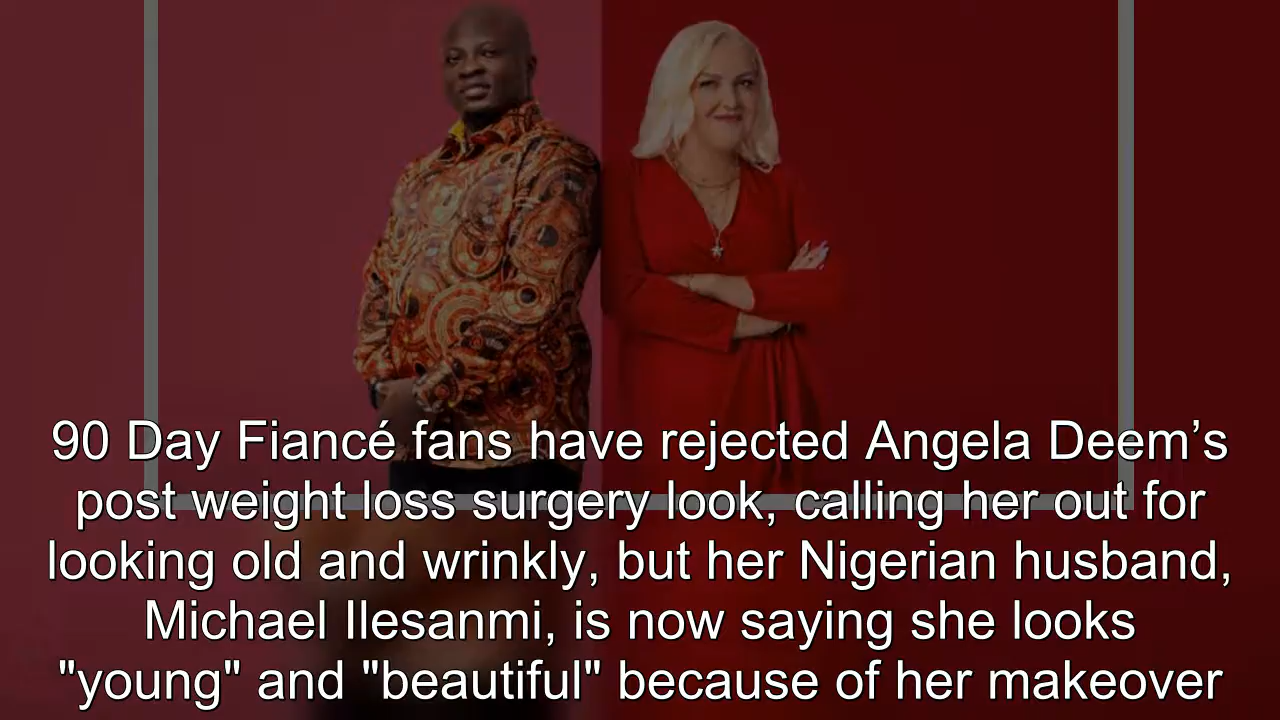 90 Day Fiancé fans have rejected Angela Deem’s
post weight loss surgery look, calling her out for
looking old and wrinkly, but her Nigerian husband,
Michael Ilesanmi, is now saying she looks
"young" and "beautiful" because of her makeover